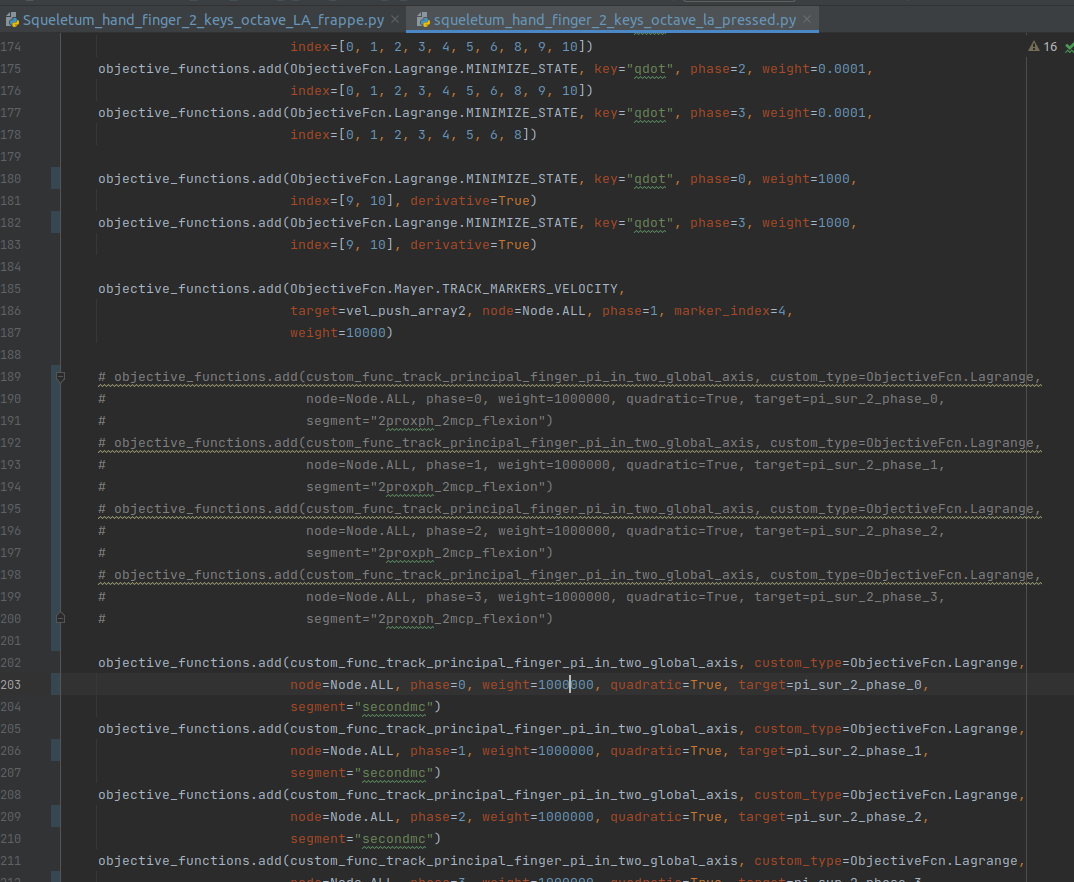 Squeletum_hand_finger_2_keys_octave_LA_frappe.py × squeletum_hand_finger_2_keys_octave_la_pressed.py ×
174 index=[0, 1, 2, 3, 4, 5, 6, 8, 9, 10]) 16
175 objective_functions.add(ObjectiveFcn.Lagrange.MINIMIZE_STATE, key="qdot", phase=2, weight=0.0001,
176 index=[0, 1, 2, 3, 4, 5, 6, 8, 9, 10])
177 objective_functions.add(ObjectiveFcn.Lagrange.MINIMIZE_STATE, key="qdot", phase=3, weight=0.0001,
178 index=[0, 1, 2, 3, 4, 5, 6, 8])
179
180 objective_functions.add(ObjectiveFcn.Lagrange.MINIMIZE_STATE, key="qdot", phase=0, weight=1000,
181 index=[9, 10], derivative=True)
182 objective_functions.add(ObjectiveFcn.Lagrange.MINIMIZE_STATE, key="qdot", phase=3, weight=1000,
183 index=[9, 10], derivative=True)
184
185 objective_functions.add(ObjectiveFcn.Mayer.TRACK_MARKERS_VELOCITY,
186 target=vel_push_array2, node=Node.ALL, phase=1, marker_index=4,
187 weight=10000)
188
189 # objective_functions.add(custom_func_track_principal_finger_pi_in_two_global_axis, custom_type=ObjectiveFcn.Lagrange,
190 # node=Node.ALL, phase=0, weight=1000000, quadratic=True, target=pi_sur_2_phase_0,
191 # segment="2proxph_2mcp_flexion")
192 # objective_functions.add(custom_func_track_principal_finger_pi_in_two_global_axis, custom_type=ObjectiveFcn.Lagrange,
193 # node=Node.ALL, phase=1, weight=1000000, quadratic=True, target=pi_sur_2_phase_1,
194 # segment="2proxph_2mcp_flexion")
195 # objective_functions.add(custom_func_track_principal_finger_pi_in_two_global_axis, custom_type=ObjectiveFcn.Lagrange,
196 # node=Node.ALL, phase=2, weight=1000000, quadratic=True, target=pi_sur_2_phase_2,
197 # segment="2proxph_2mcp_flexion")
198 # objective_functions.add(custom_func_track_principal_finger_pi_in_two_global_axis, custom_type=ObjectiveFcn.Lagrange,
199 # node=Node.ALL, phase=3, weight=1000000, quadratic=True, target=pi_sur_2_phase_3,
200 # segment="2proxph_2mcp_flexion")
201
202 objective_functions.add(custom_func_track_principal_finger_pi_in_two_global_axis, custom_type=ObjectiveFcn.Lagrange,
203 node=Node.ALL, phase=0, weight=1000000, quadratic=True, target=pi_sur_2_phase_0,
204 segment="secondmc")
205 objective_functions.add(custom_func_track_principal_finger_pi_in_two_global_axis, custom_type=ObjectiveFcn.Lagrange,
206 node=Node.ALL, phase=1, weight=1000000, quadratic=True, target=pi_sur_2_phase_1,
207 segment="secondmc")
208 objective_functions.add(custom_func_track_principal_finger_pi_in_two_global_axis, custom_type=ObjectiveFcn.Lagrange,
209 node=Node.ALL, phase=2, weight=1000000, quadratic=True, target=pi_sur_2_phase_2,
210 segment="secondmc")
211 objective_functions.add(custom_func_track_principal_finger_pi_in_two_global_axis, custom_type=ObjectiveFcn.Lagrange,
212 node=Node.ALL, phase=3, weight=1000000, quadratic=True, target=pi_sur_2_phase_3,